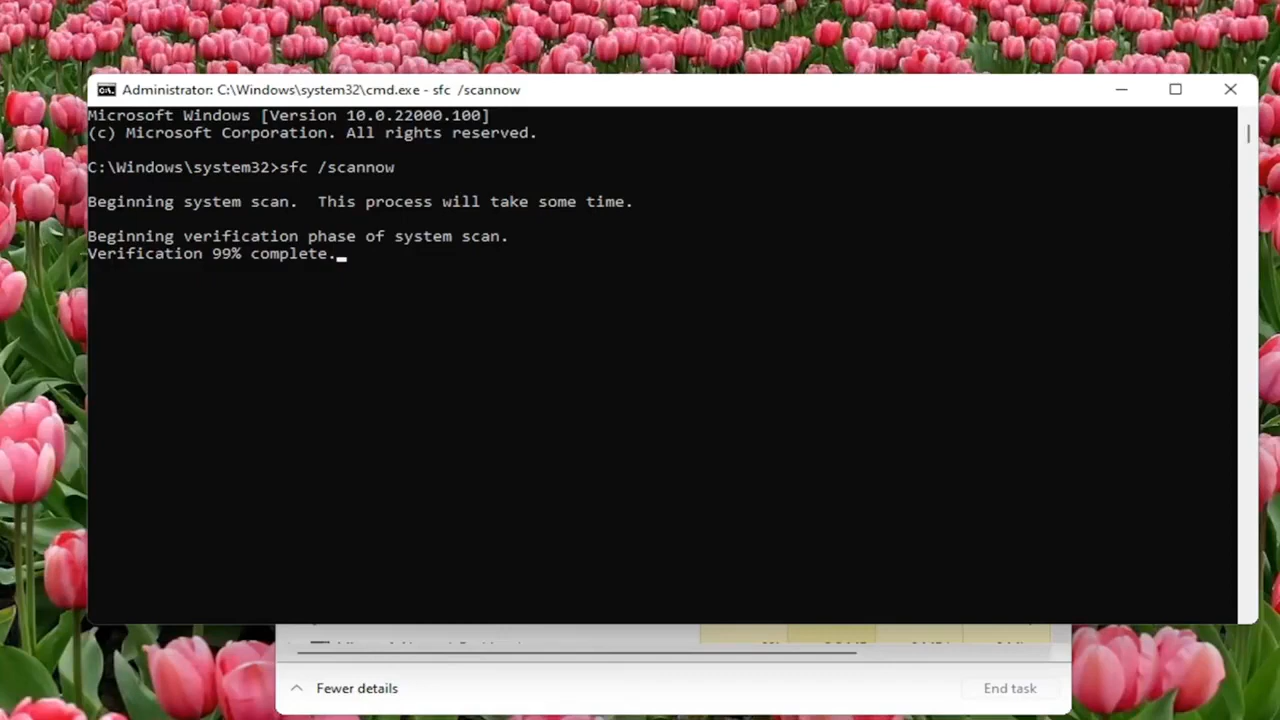 Administrator: C:\Windows\system32\cmd.exe - sfc  /scannow
Microsoft Windows [Version 10.0.22000.100]
(c) Microsoft Corporation. All rights reserved.
C:\Windows\system32>sfc /scannow
Beginning system scan.  This process will take some time.
Beginning verification phase of system scan.
Verification 99% complete.
Fewer details
End task